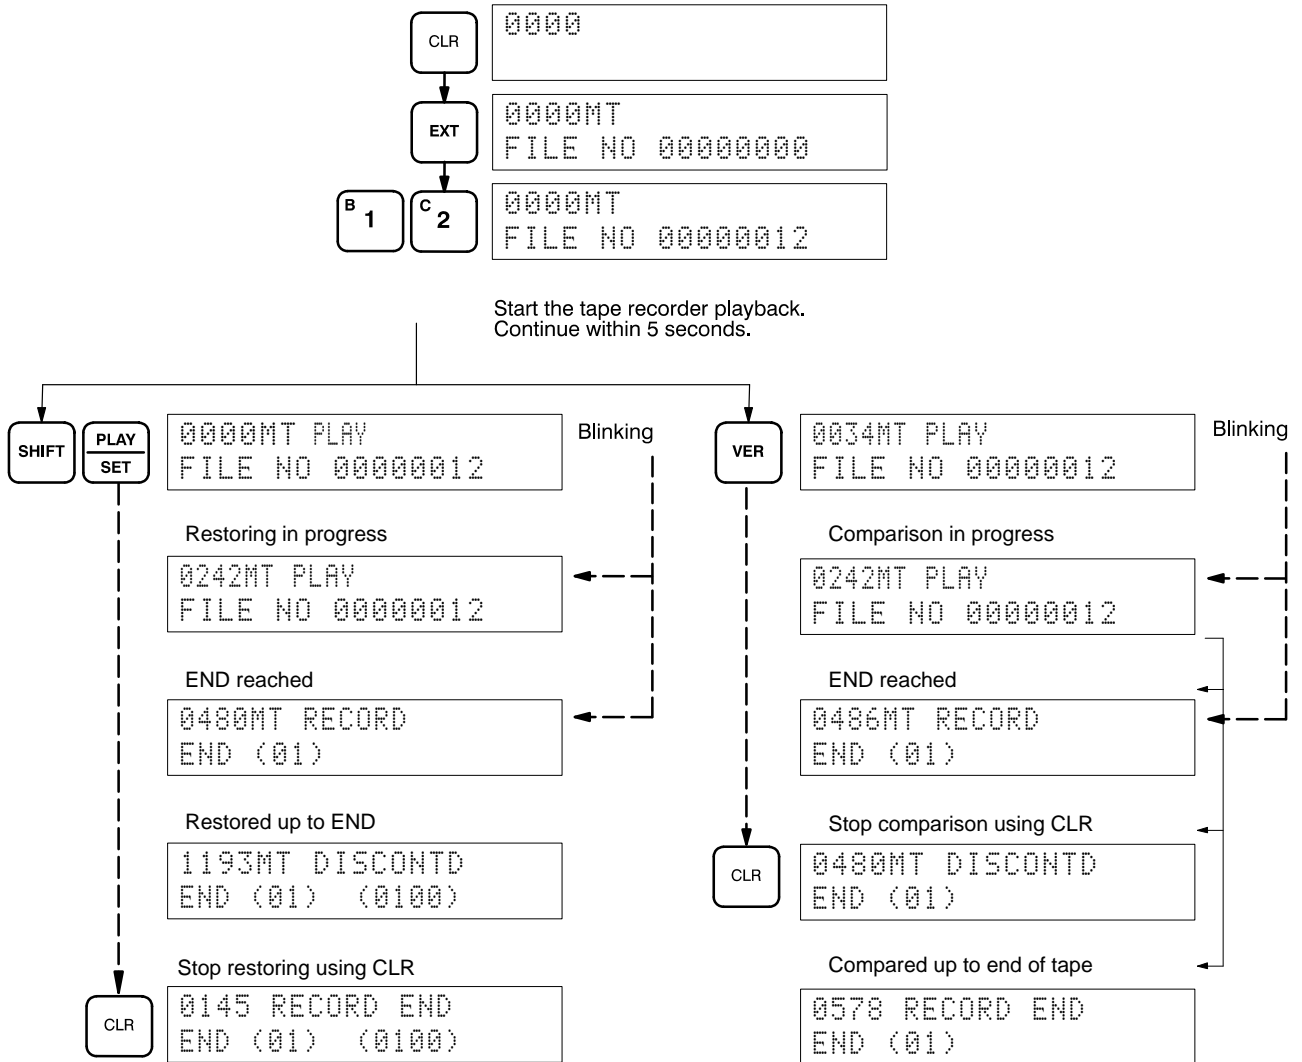 CLR
0000
EXT
0000MT
FILE NO 00000000
B 1
C 2
0000MT
FILE NO 00000012
Start the tape recorder playback.
Continue within 5 seconds.
SHIFT
PLAY
SET
0000MT PLAY
FILE NO 00000012
Blinking
Restoring in progress
0242MT PLAY
FILE NO 00000012
END reached
0480MT RECORD
END (01)
Restored up to END
1193MT DISCONTD
END (01) (0100)
Stop restoring using CLR
CLR
0145 RECORD END
END (01) (0100)
VER
0034MT PLAY
FILE NO 00000012
Blinking
Comparison in progress
0242MT PLAY
FILE NO 00000012
END reached
0486MT RECORD
END (01)
Stop comparison using CLR
CLR
0480MT DISCONTD
END (01)
Compared up to end of tape
0578 RECORD END
END (01)